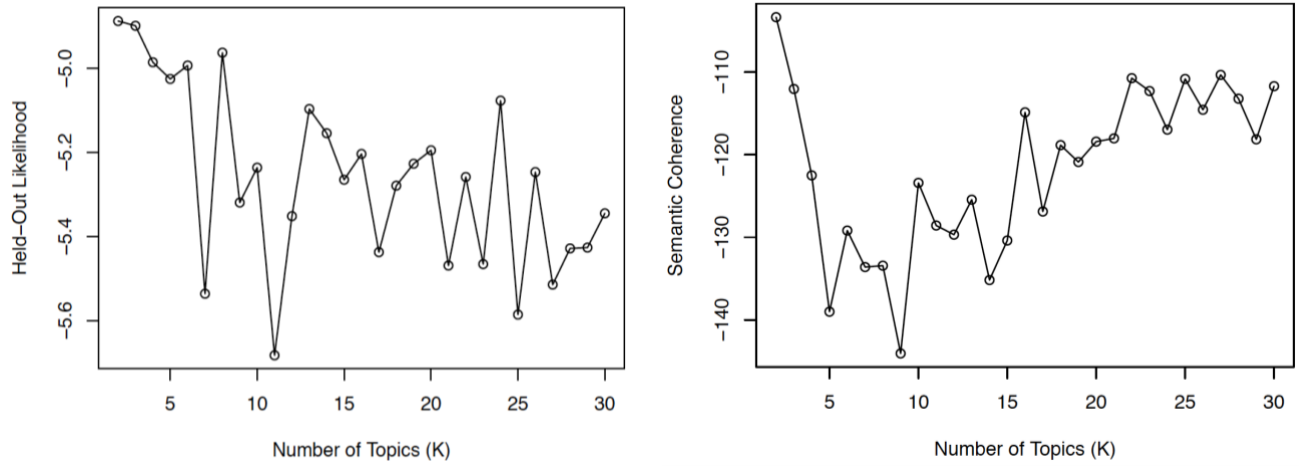 Held−Out Likelihood
−5.0
−5.2
−5.4
−5.6
5 10 15 20 25 30
Number of Topics (K)
Semantic Coherence
−110
−120
−130
−140
5 10 15 20 25 30
Number of Topics (K)